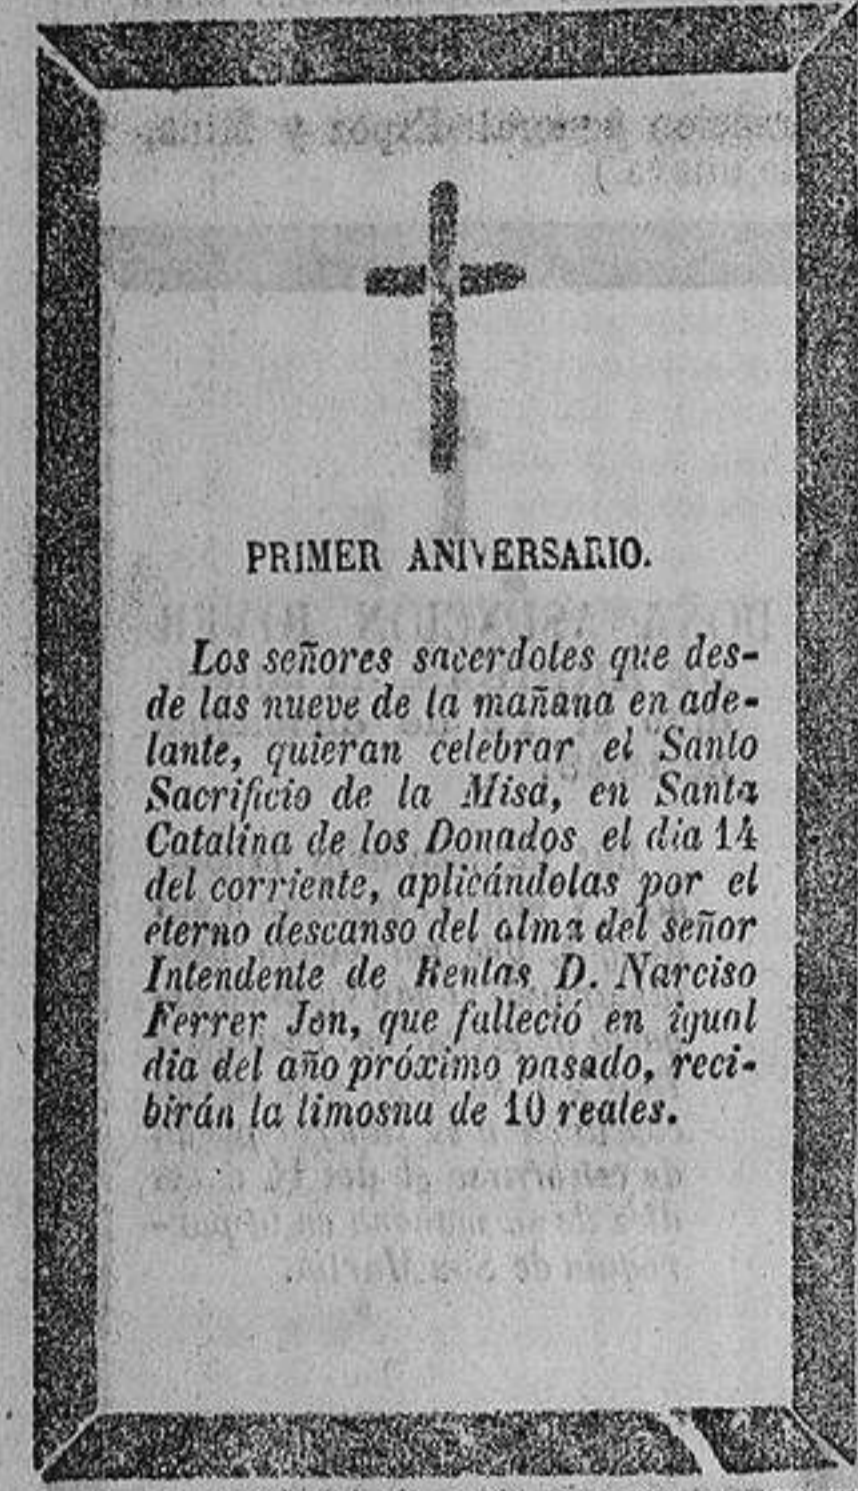 PRIMER ANIVERSARIO.
Los señores sacerdotes que des-
de las nueve de la mañana en ade-
lante, quieran celebrar el Santo
Sacrificio de la Misa, en Santa
Catalina de los Donados el dia 14
del corriente, aplicándolas por el
eterno descanso del alma del señor
Intendente de Rentas D. Narciso
Ferrer Jon, que falleció en igual
dia del año próximo pasado, reci-
birán la limosna de 10 reales.